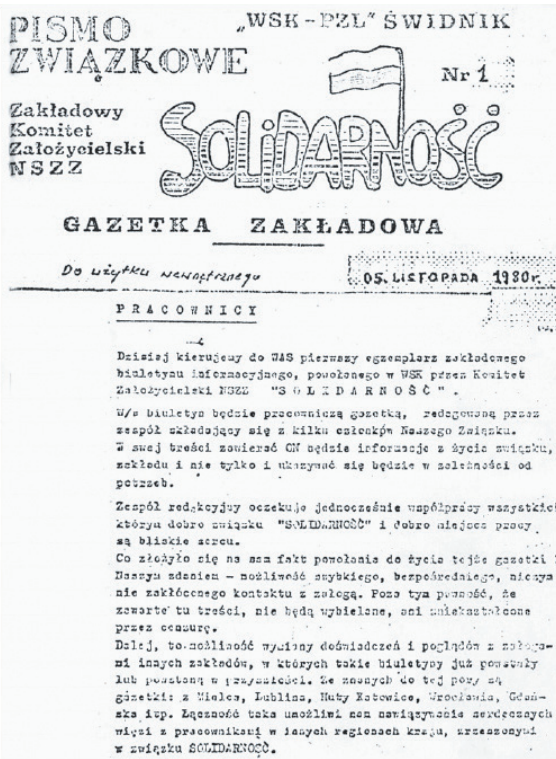 PISMO
ZWIĄZKOWE
„WSK-PZL” ŚWIDNIK
Nr 1
Zakładowy
Komitet
Założycielski
NSZZ
SOLIDARNOŚĆ
GAZETKA ZAKŁADOWA
Do użytku wewnętrznego
05. LISTOPADA 1980r.
PRACOWNICY
Dzisiaj kierujemy do WAS pierwszy egzemplarz zakładowego
biuletynu informacyjnego, powołanego w WSK przez Komitet
Założycielski NSZZ "SOLIDARNOŚĆ".
W/w biuletyn będzie pracowniczą gazetką, redagowaną przez
zespół składający się z kilku członków Naszego Związku.
W swej treści zawierać ON będzie informacje z życia związku,
zakładu i nie tylko i ukazywać się będzie w zależności od
potrzeb.
Zespół redakcyjny oczekuje jednocześnie współpracy wszystkich
którym dobro związku "SOLIDARNOŚĆ" i dobro miejsca pracy
są bliskie sercu.
Co złożyło się na sam fakt powołania do życia tejże gazetki ?
Naszym zdaniem - możliwość szybkiego, bezpośredniego, niczym
nie zakłóconego kontaktu z załogą. Poza tym pewność, że
zawarte tu treści, nie będą wybielane, ani zniekształcone
przez cenzurę.
Dalej, to możliwość wymiany doświadczeń i poglądów z załoga-
mi innych zakładów, w których takie biuletyny już powstały
lub powstaną w przyszłości. Ze znanych do tej pory są
gazetki: z Mielca, Lublina, Huty Katowice, Wrocławia, Gdań-
ska itp. Łączność taka umożliwi nam nawiązywanie serdecznych
więzi z pracownikami w innych regionach kraju, zrzeszonymi
w związku SOLIDARNOŚĆ.